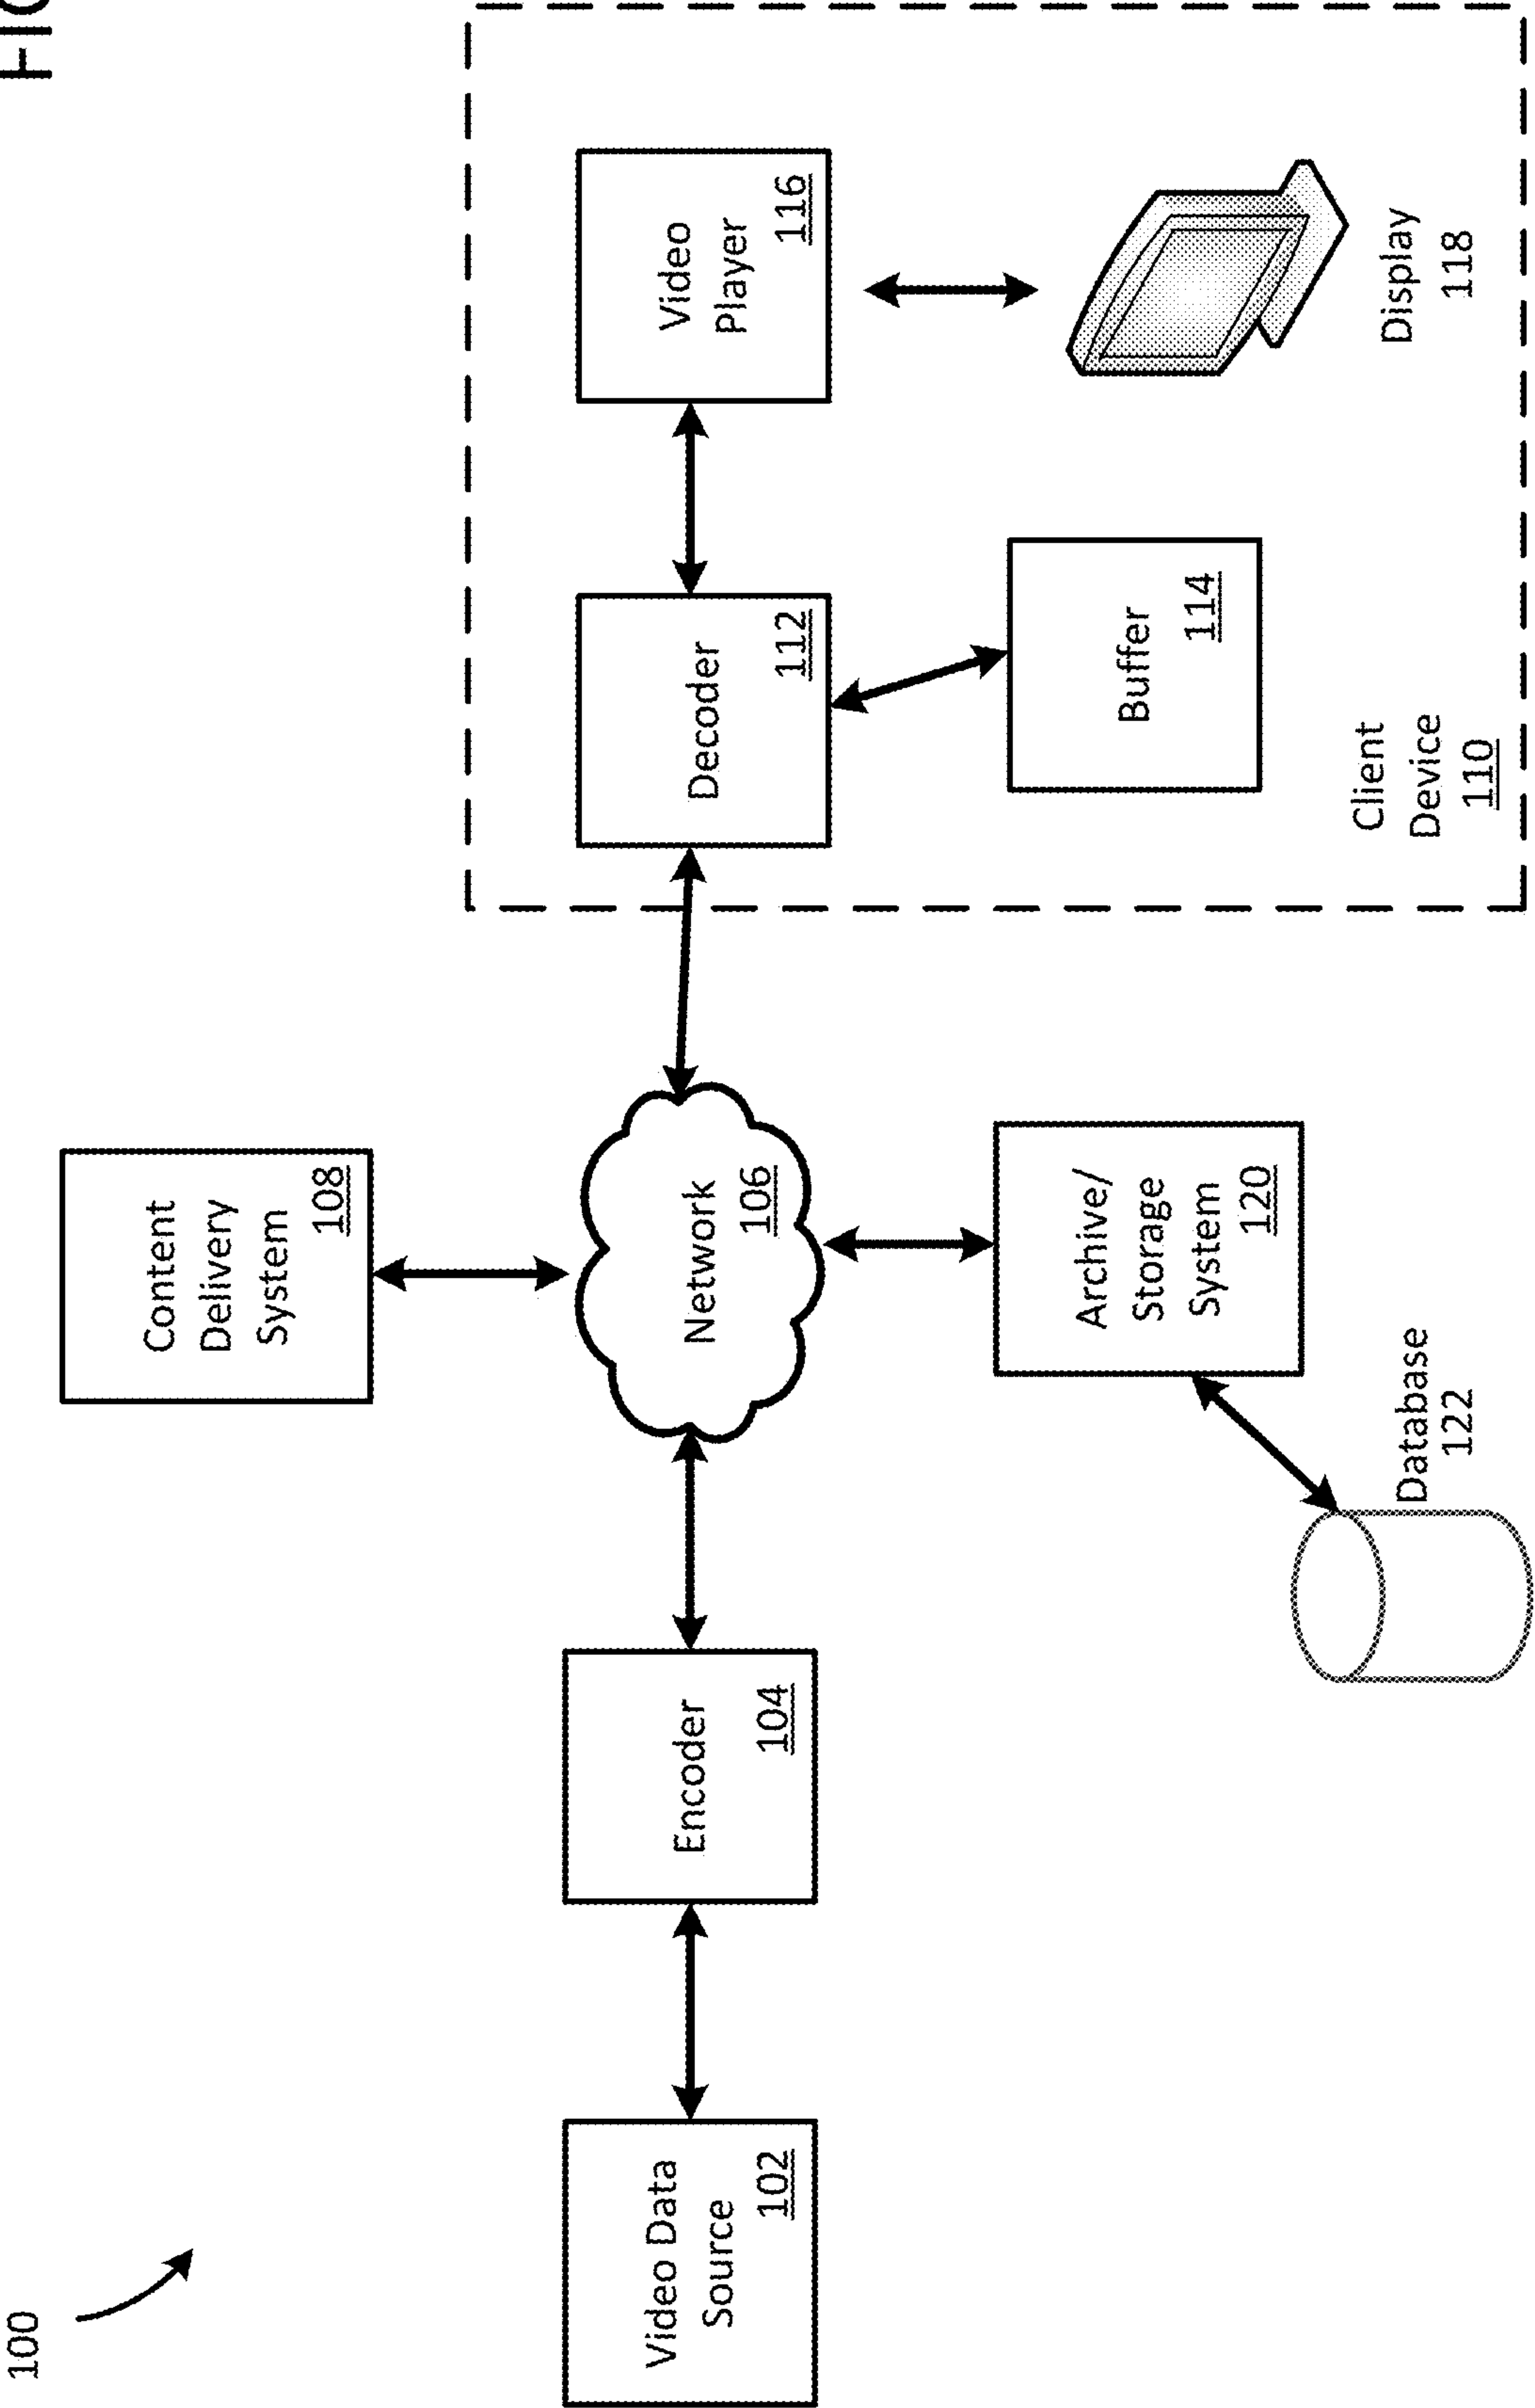 100
Content
Delivery
System
108
Video Data
Source
102
Encoder
104
Network
106
Decoder
112
Video
Player
116
Buffer
114
Archive/
Storage
System
120
Database
122
Client
Device
110
Display
118